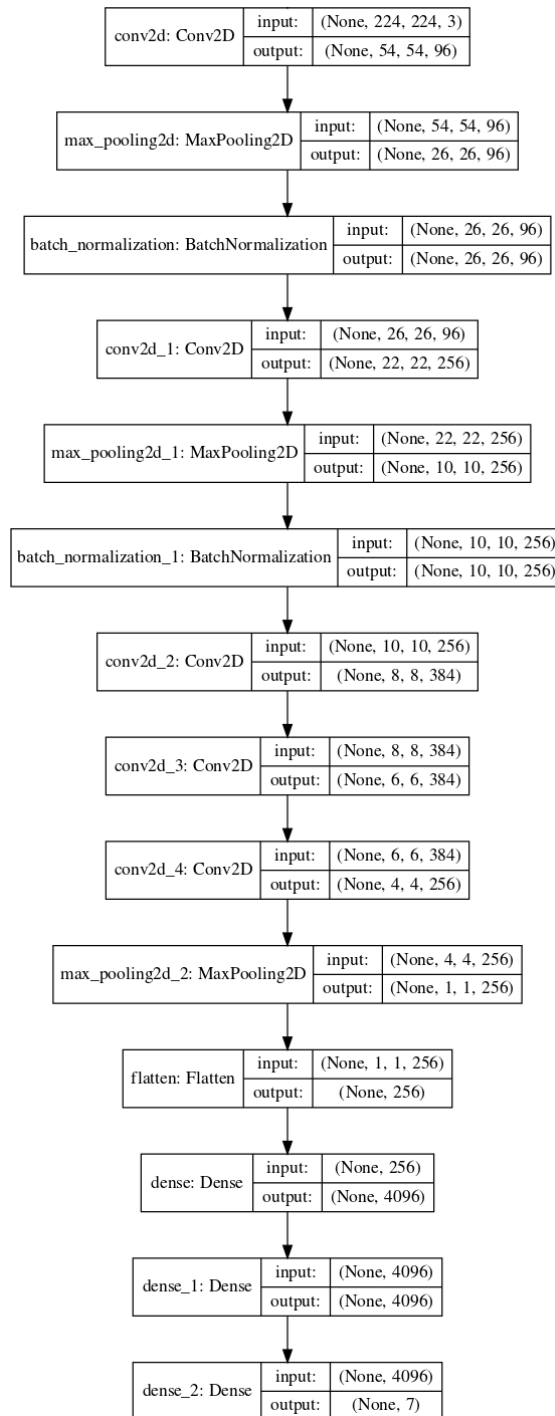 conv2d: Conv2D
input: (None, 224, 224, 3)
output: (None, 54, 54, 96)
max_pooling2d: MaxPooling2D
input: (None, 54, 54, 96)
output: (None, 26, 26, 96)
batch_normalization: BatchNormalization
input: (None, 26, 26, 96)
output: (None, 26, 26, 96)
conv2d_1: Conv2D
input: (None, 26, 26, 96)
output: (None, 22, 22, 256)
max_pooling2d_1: MaxPooling2D
input: (None, 22, 22, 256)
output: (None, 10, 10, 256)
batch_normalization_1: BatchNormalization
input: (None, 10, 10, 256)
output: (None, 10, 10, 256)
conv2d_2: Conv2D
input: (None, 10, 10, 256)
output: (None, 8, 8, 384)
conv2d_3: Conv2D
input: (None, 8, 8, 384)
output: (None, 6, 6, 384)
conv2d_4: Conv2D
input: (None, 6, 6, 384)
output: (None, 4, 4, 256)
max_pooling2d_2: MaxPooling2D
input: (None, 4, 4, 256)
output: (None, 1, 1, 256)
flatten: Flatten
input: (None, 1, 1, 256)
output: (None, 256)
dense: Dense
input: (None, 256)
output: (None, 4096)
dense_1: Dense
input: (None, 4096)
output: (None, 4096)
dense_2: Dense
input: (None, 4096)
output: (None, 7)